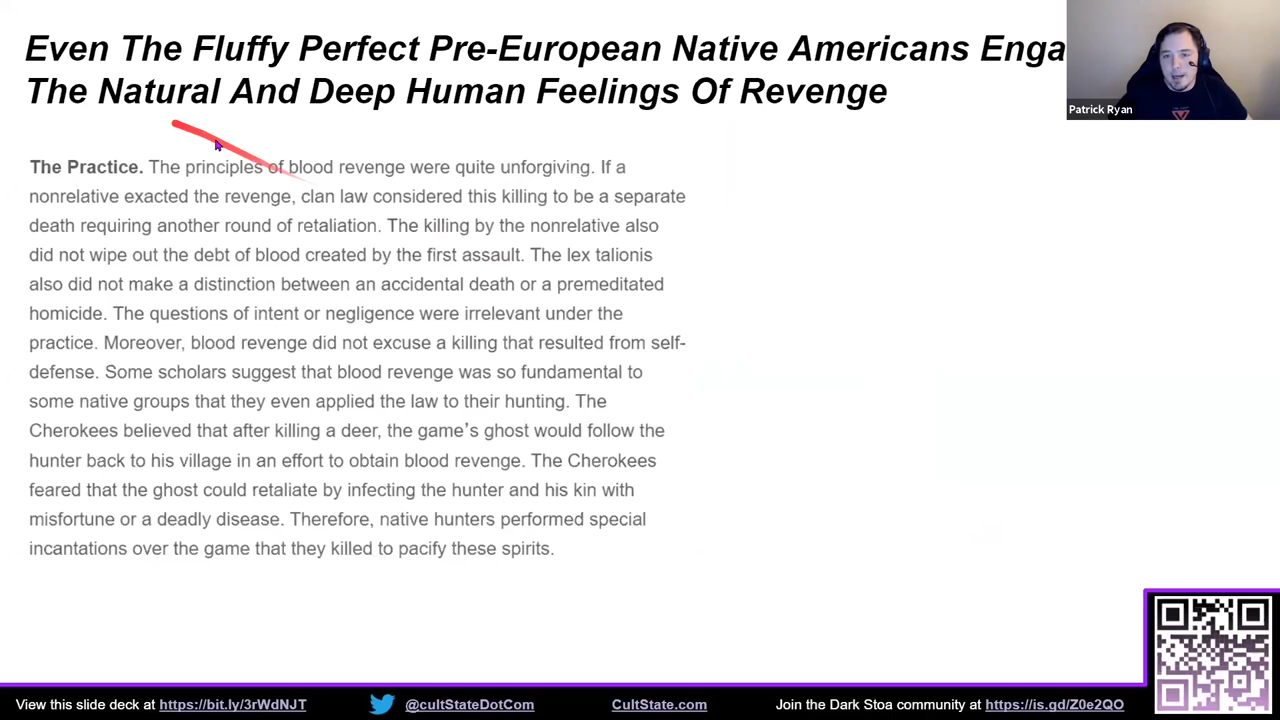 Even The Fluffy Perfect Pre-European Native Americans Enga
The Natural And Deep Human Feelings Of Revenge
Patrick Ryan
The Practice. The principles of blood revenge were quite unforgiving. If a
nonrelative exacted the revenge, clan law considered this killing to be a separate
death requiring another round of retaliation. The killing by the nonrelative also
did not wipe out the debt of blood created by the first assault. The lex talionis
also did not make a distinction between an accidental death or a premeditated
homicide. The questions of intent or negligence were irrelevant under the
practice. Moreover, blood revenge did not excuse a killing that resulted from self-
defense. Some scholars suggest that blood revenge was so fundamental to
some native groups that they even applied the law to their hunting. The
Cherokees believed that after killing a deer, the game’s ghost would follow the
hunter back to his village in an effort to obtain blood revenge. The Cherokees
feared that the ghost could retaliate by infecting the hunter and his kin with
misfortune or a deadly disease. Therefore, native hunters performed special
incantations over the game that they killed to pacify these spirits.
View this slide deck at https://bit.ly/3rWdNJT
@cultStateDotCom
CultState.com
Join the Dark Stoa community at https://is.gd/Z0e2QO